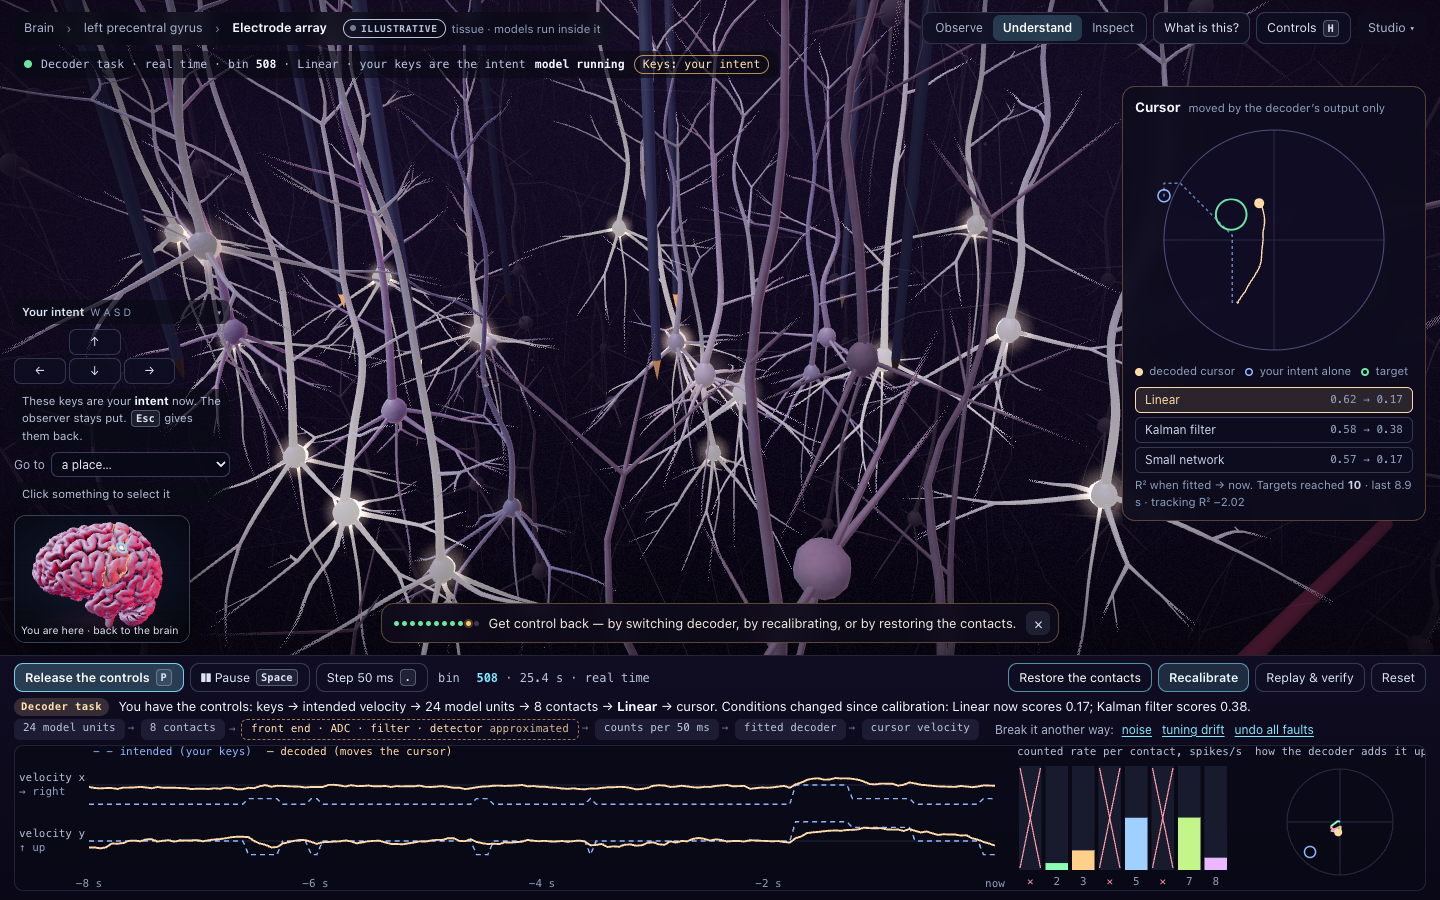 Brain › left precentral gyrus › Electrode array ILLUSTRATIVE tissue · models run inside it
Observe Understand Inspect What is this? Controls H Studio
Decoder task · real time · bin 508 · Linear · your keys are the intent model running Keys: your intent
Cursor moved by the decoder's output only
decoded cursor your intent alone target
Linear 0.62 → 0.17
Kalman filter 0.58 → 0.38
Small network 0.57 → 0.17
R² when fitted → now. Targets reached 10 · last 8.9
s · tracking R² −2.02
Your intent WASD
↑
← ↓ →
These keys are your intent now. The
observer stays put. Esc gives
them back.
Go to a place...
Click something to select it
You are here · back to the brain
Get control back — by switching decoder, by recalibrating, or by restoring the contacts. ×
Release the controls P Pause Space Step 50 ms . bin 508 · 25.4 s · real time Restore the contacts Recalibrate Replay & verify Reset
Decoder task You have the controls: keys → intended velocity → 24 model units → 8 contacts → Linear → cursor. Conditions changed since calibration: Linear now scores 0.17; Kalman filter scores 0.38.
24 model units → 8 contacts → front end · ADC · filter · detector approximated → counts per 50 ms → fitted decoder → cursor velocity Break it another way: noise tuning drift undo all faults
– – intended (your keys) — decoded (moves the cursor) counted rate per contact, spikes/s how the decoder adds it up
velocity x
→ right
velocity y
↑ up
−8 s −6 s −4 s −2 s now × 2 3 × 5 × 7 8